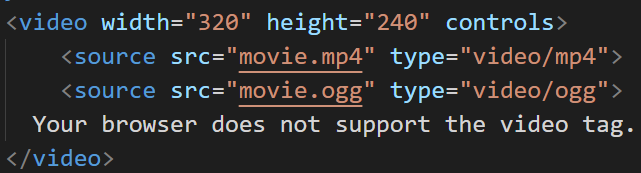 <video width="320" height="240" controls>
<source src="movie.mp4" type="video/mp4">
<source src="movie.ogg" type="video/ogg">
Your browser does not support the video tag.
</video>